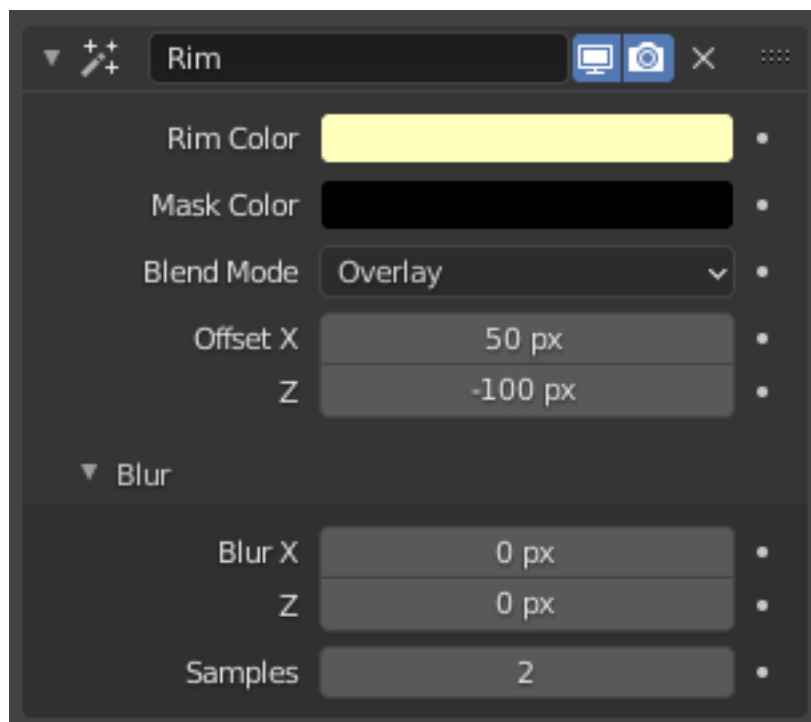 Rim
Rim Color
Mask Color
Blend Mode Overlay
Offset X 50 px
Z -100 px
Blur
Blur X 0 px
Z 0 px
Samples 2